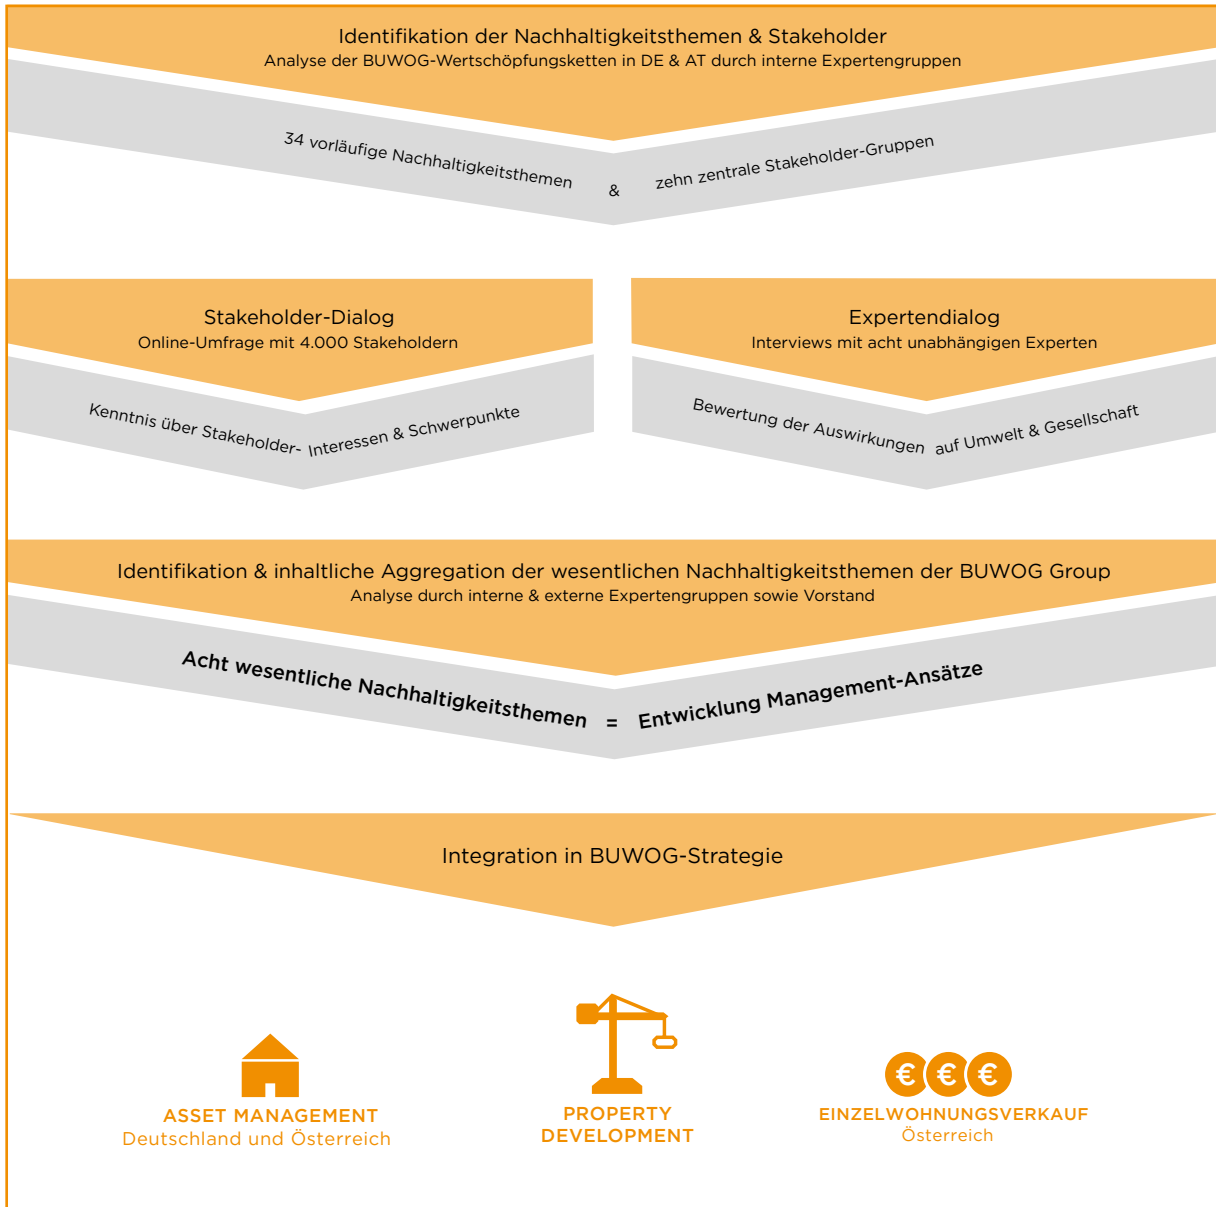 Identifikation der Nachhaltigkeitsthemen & Stakeholder
Analyse der BUWOG-Wertschöpfungsketten in DE & AT durch interne Expertengruppen
34 vorläufige Nachhaltigkeitsthemen & zehn zentrale Stakeholder-Gruppen
Stakeholder-Dialog
Online-Umfrage mit 4.000 Stakeholdern
Kenntnis über Stakeholder- Interessen & Schwerpunkte
Expertendialog
Interviews mit acht unabhängigen Experten
Bewertung der Auswirkungen auf Umwelt & Gesellschaft
Identifikation & inhaltliche Aggregation der wesentlichen Nachhaltigkeitsthemen der BUWOG Group
Analyse durch interne & externe Expertengruppen sowie Vorstand
Acht wesentliche Nachhaltigkeitsthemen = Entwicklung Management-Ansätze
Integration in BUWOG-Strategie
ASSET MANAGEMENT
Deutschland und Österreich
PROPERTY
DEVELOPMENT
€ € €
EINZELWOHNUNGSVERKAUF
Österreich